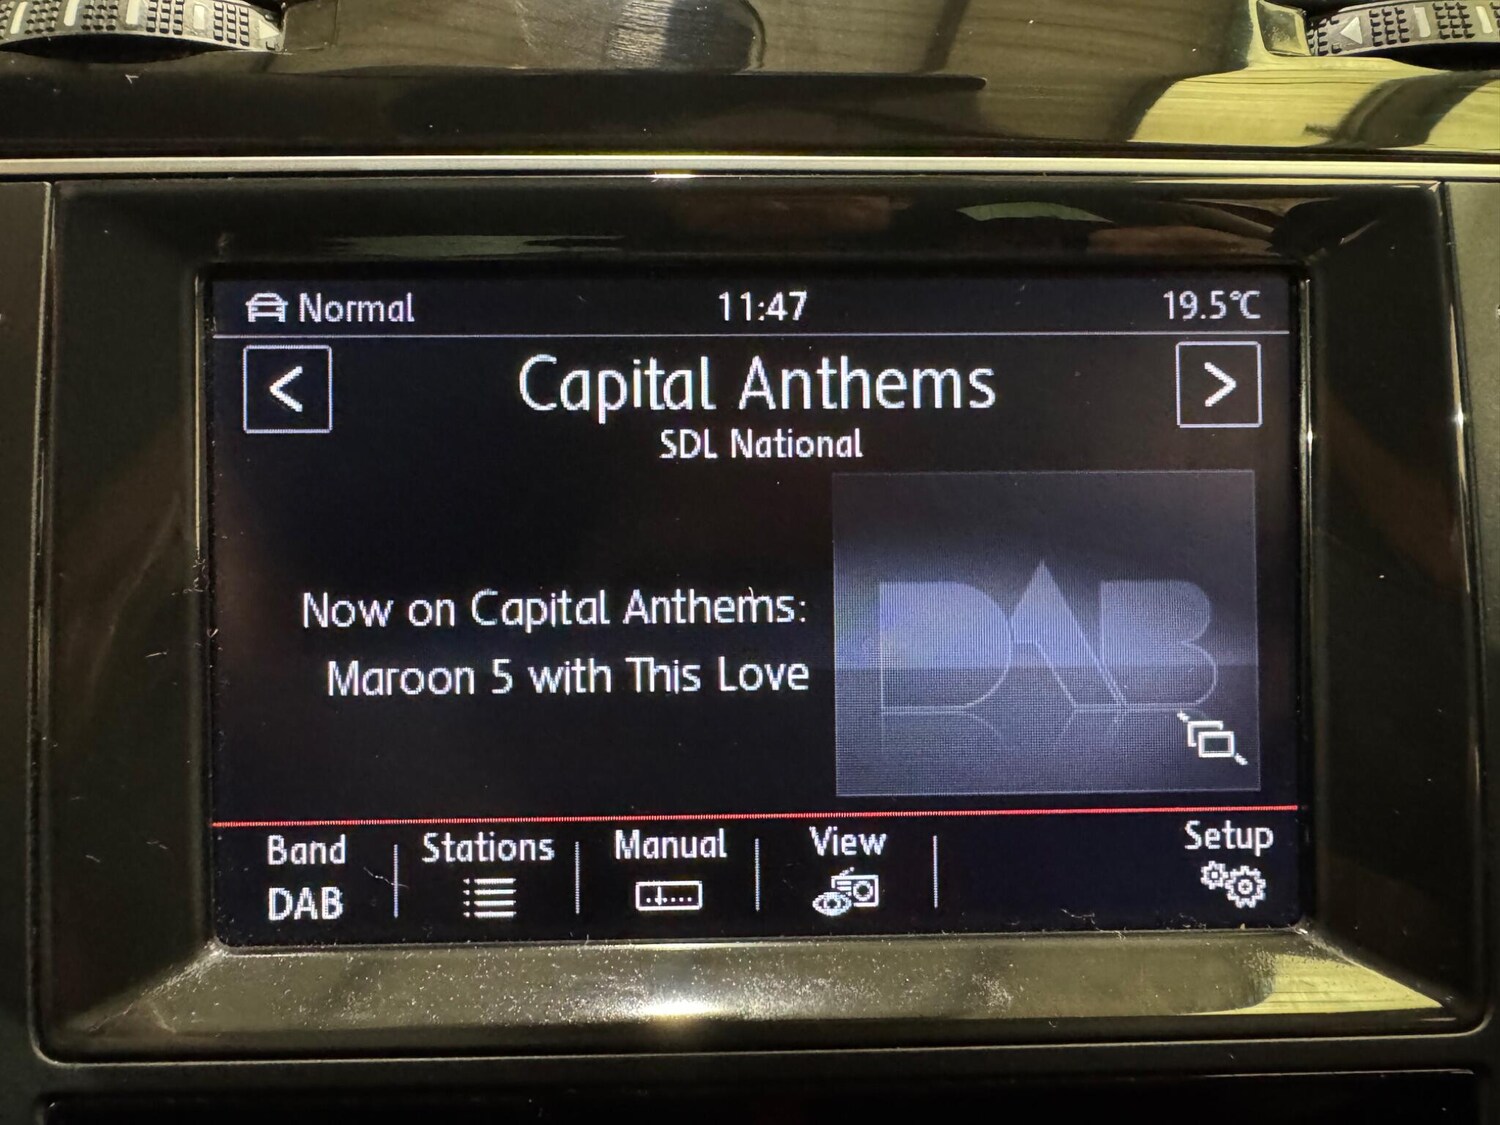 Normal 11:47 19.5°C
< Capital Anthems >
SDL National
Now on Capital Anthems:
Maroon 5 with This Love
DAB
Band Stations Manual View Setup
DAB